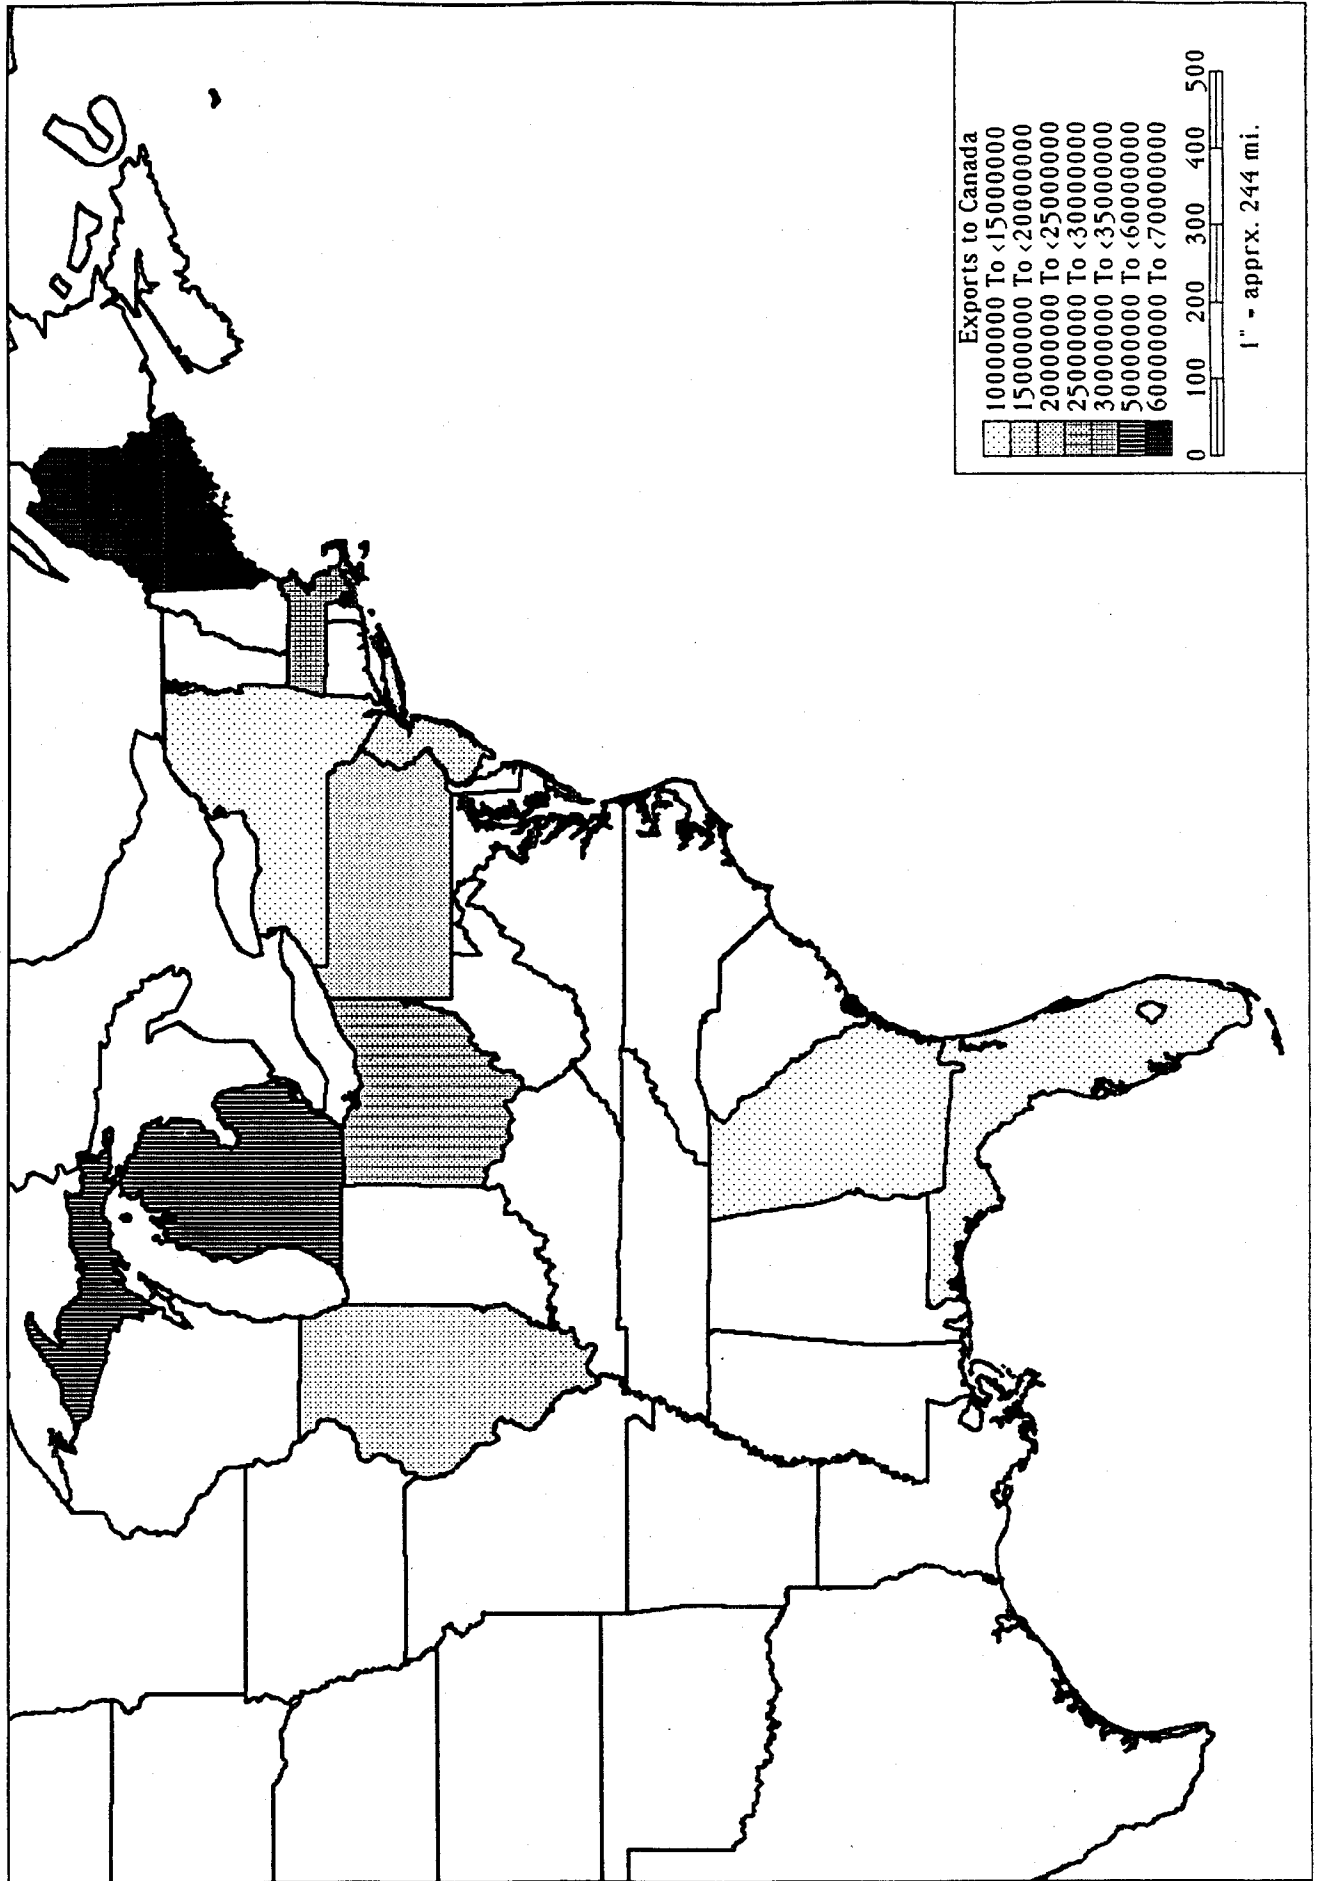 Exports to Canada
10000000 To <15000000
15000000 To <20000000
20000000 To <25000000
25000000 To <30000000
30000000 To <35000000
50000000 To <60000000
60000000 To <70000000
0 100 200 300 400 500
1" - apprx. 244 mi.